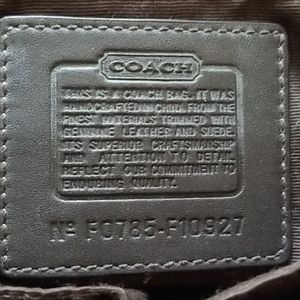 COACH
THIS IS A COACH BAG. IT WAS
HANDCRAFTED IN CHINA FROM THE
FINEST MATERIALS TRIMMED WITH
GENUINE LEATHER AND SUEDE.
ITS SUPERIOR CRAFTSMANSHIP
AND ATTENTION TO DETAIL
REFLECT OUR COMMITMENT TO
ENDURING QUALITY.
Nº F0785-F10927